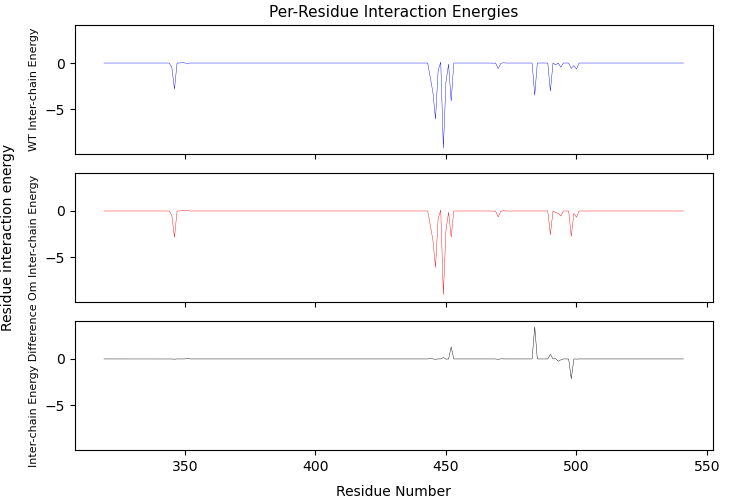 Per-Residue Interaction Energies
Residue interaction energy
WT Inter-chain Energy
0
−5
Om Inter-chain Energy
0
−5
Inter-chain Energy Difference
0
−5
350
400
450
500
550
Residue Number